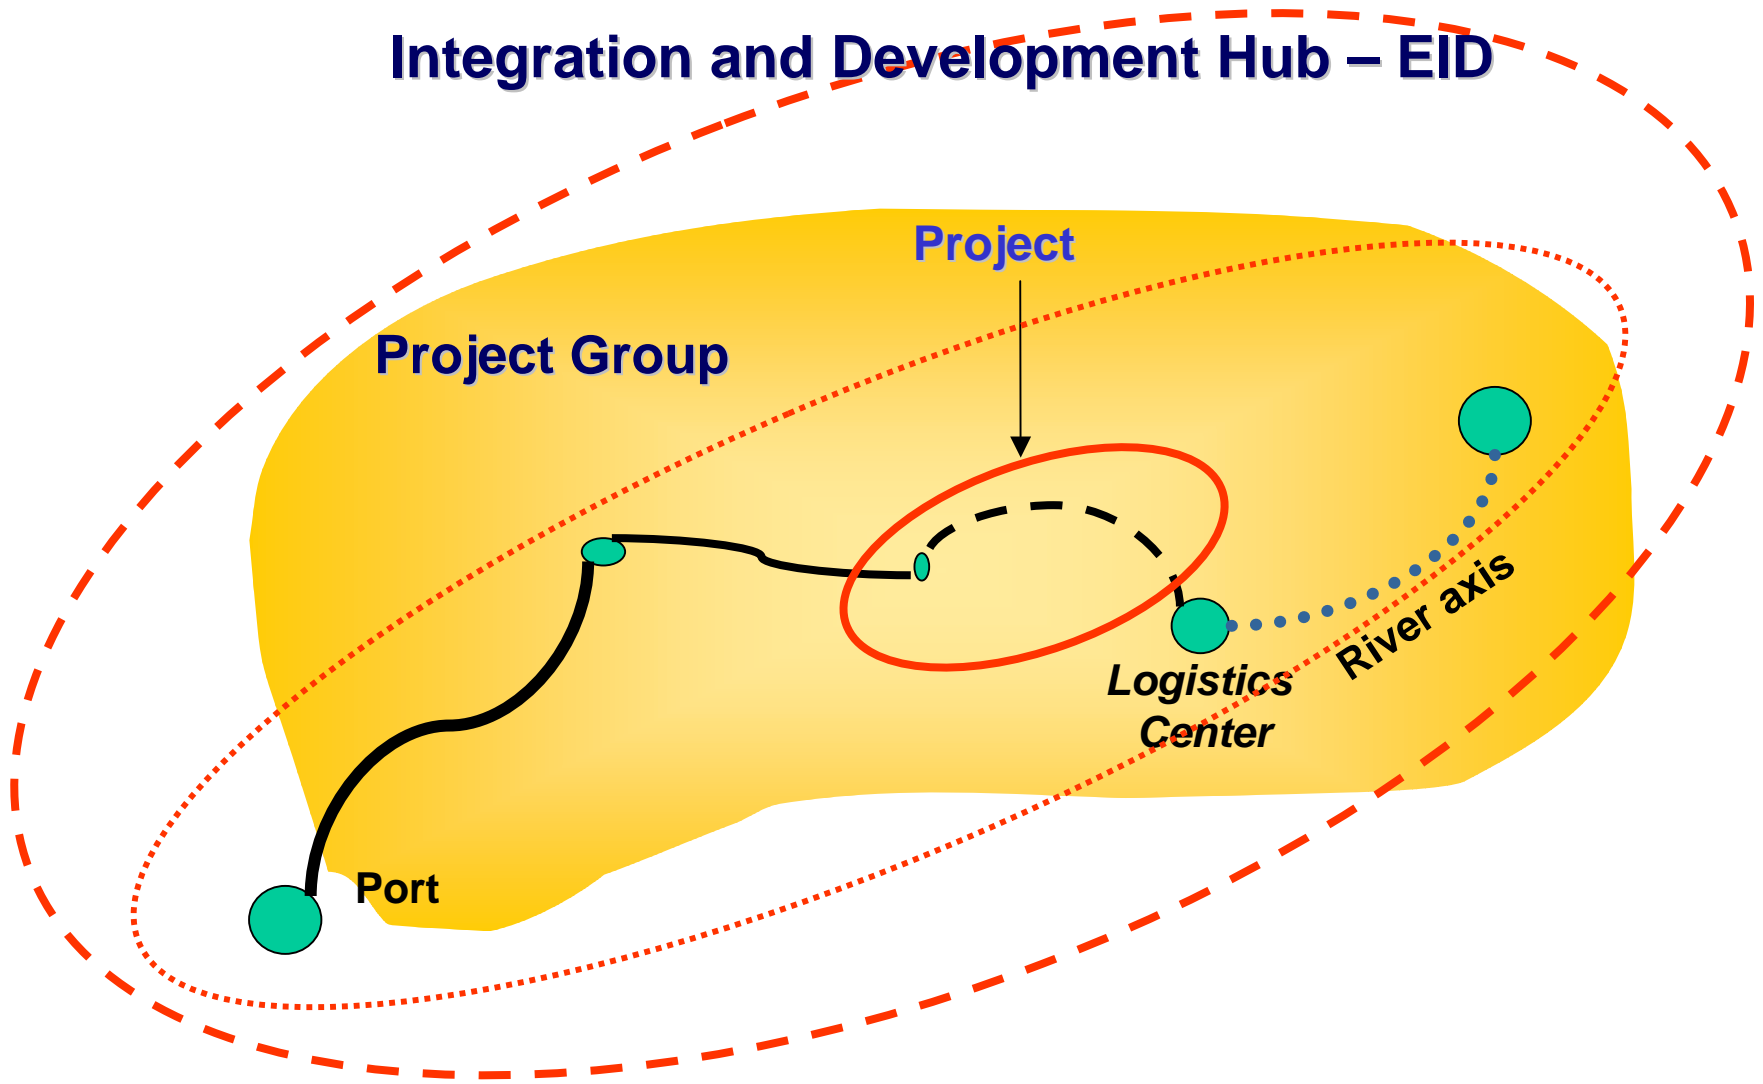 Integration and Development Hub – EID
Project
Project Group
River axis
Logistics
Center
Port